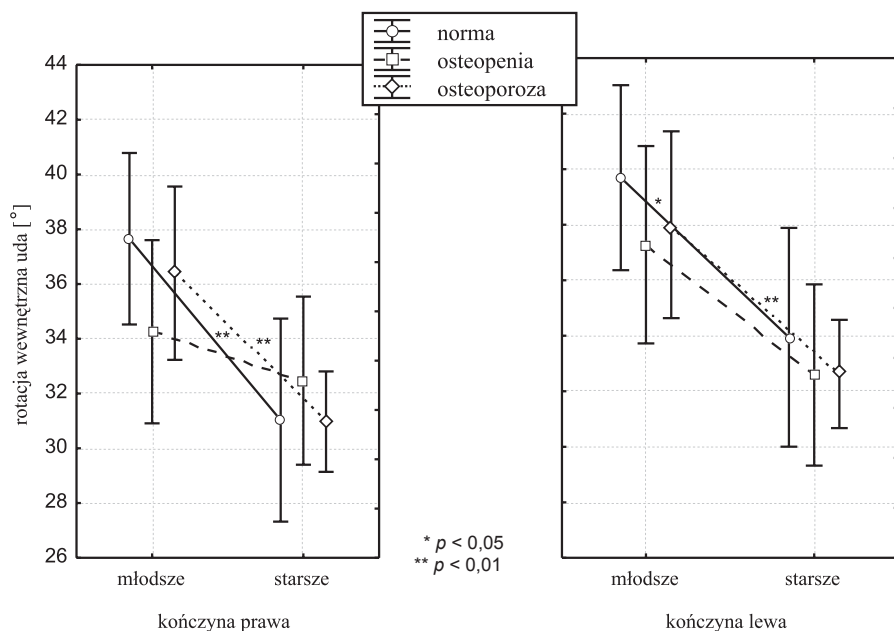 norma
osteopenia
osteoporoza
rotacja wewnętrzna uda [°]
44
42
40
38
36
34
32
30
28
26
**
**
*
**
* p < 0,05
** p < 0,01
młodsze
starsze
młodsze
starsze
kończyna prawa
kończyna lewa